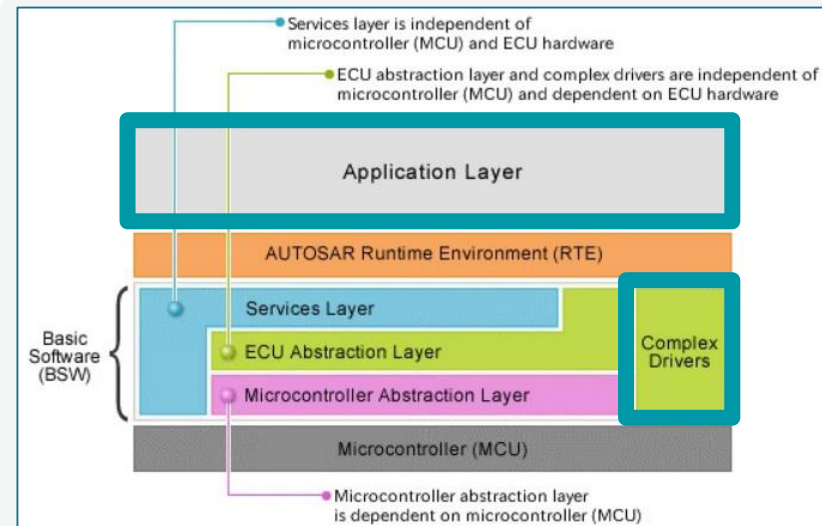 Services layer is independent of
microcontroller (MCU) and ECU hardware
ECU abstraction layer and complex drivers are independent of
microcontroller (MCU) and dependent on ECU hardware
Application Layer
AUTOSAR Runtime Environment (RTE)
Basic
Software
(BSW)
Services Layer
ECU Abstraction Layer
Microcontroller Abstraction Layer
Complex
Drivers
Microcontroller (MCU)
Microcontroller abstraction layer
is dependent on microcontroller (MCU)